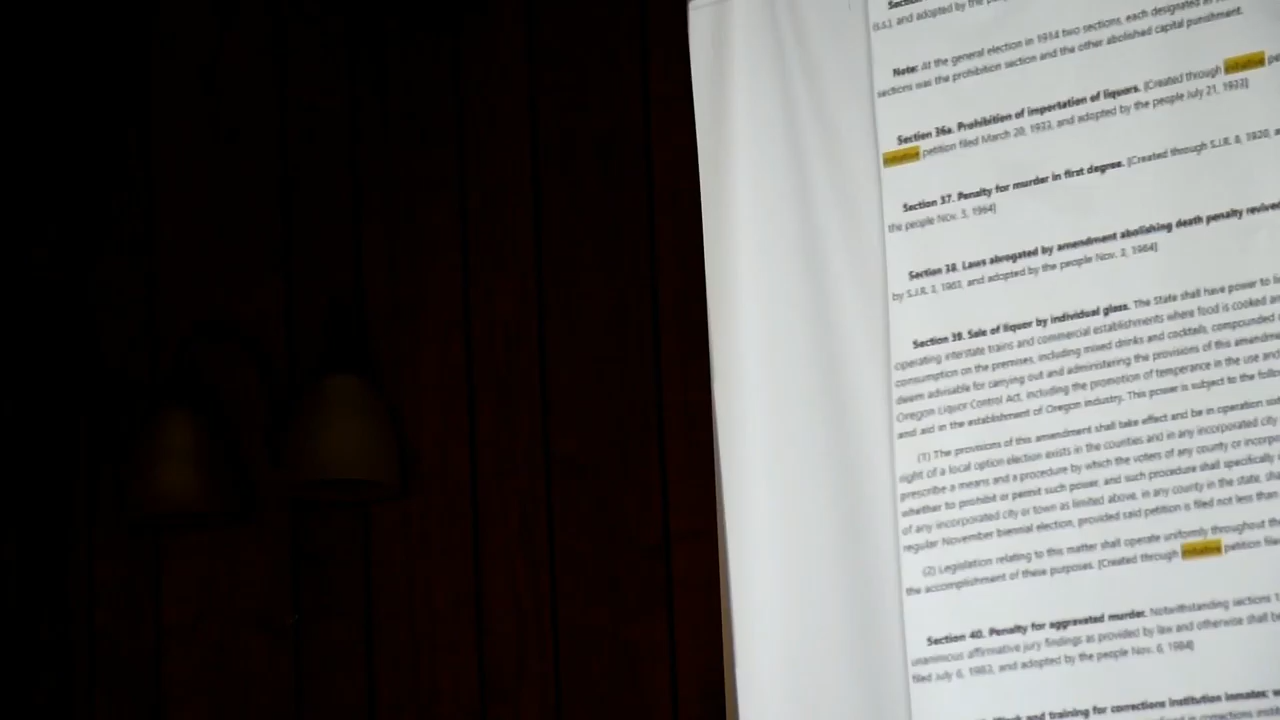 Section
(s.s.), and adopted by the
Note: At the general election in 1914 two sections, each designated as
sections was the prohibition section and the other abolished capital punishment.
Section 36a. Prohibition of importation of liquors. [Created through initiative
initiative petition filed March 20, 1933, and adopted by the people July 21, 1933]
Section 37. Penalty for murder in first degree. [Created through S.J.R. 8, 1920,
the people Nov. 3, 1964]
Section 38. Laws abrogated by amendment abolishing death penalty revived
by S.J.R. 3, 1963, and adopted by the people Nov. 3, 1964]
Section 39. Sale of liquor by individual glass. The State shall have power to
operating interstate trains and commercial establishments where food is cooked
consumption on the premises, including mixed drinks and cocktails, compounded
deem advisable for carrying out and administering the provisions of this amendment
Oregon Liquor Control Act, including the promotion of temperance in the use and
and aid in the establishment of Oregon industry. This power is subject to the
(1) The provisions of this amendment shall take effect and be in operation
right of a local option election exists in the counties and in any incorporated city
prescribe a means and a procedure by which the voters of any county or
whether to prohibit or permit such power, and such procedure shall specifically
of any incorporated city or town as limited above, in any county in the state,
regular November biennial election, provided said petition is filed not less than
(2) Legislation relating to this matter shall operate uniformly throughout the
the accomplishment of these purposes. [Created through initiative petition
Section 40. Penalty for aggravated murder. Notwithstanding sections
unanimous affirmative jury findings as provided by law and otherwise shall be
filed July 6, 1983, and adopted by the people Nov. 6, 1984]
and training for corrections institution inmates;